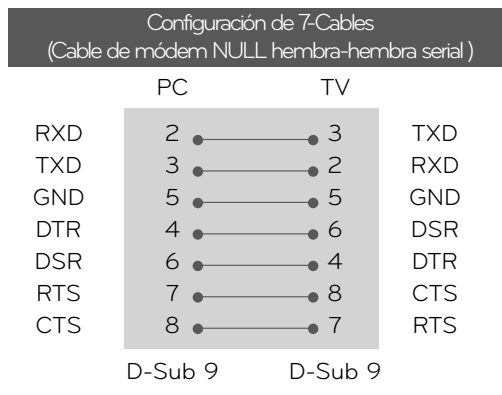 Configuración de 7-Cables
(Cable de módem NULL hembra-hembra serial )
PC TV
RXD 2 3 TXD
TXD 3 2 RXD
GND 5 5 GND
DTR 4 6 DSR
DSR 6 4 DTR
RTS 7 8 CTS
CTS 8 7 RTS
D-Sub 9 D-Sub 9